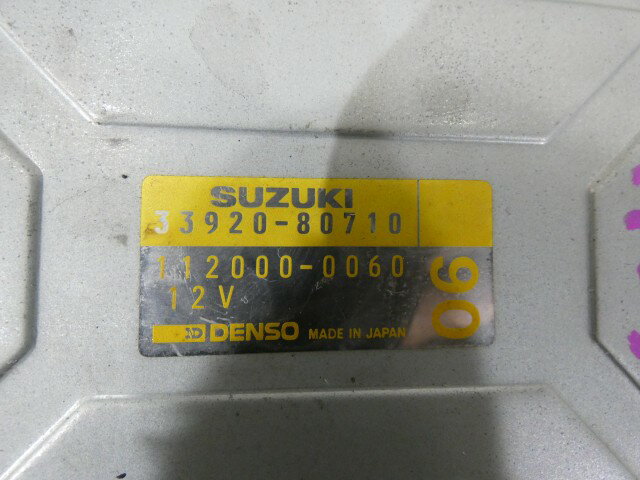 SUZUKI
33920-80710
112000-0060
12V
DENSO MADE IN JAPAN
06